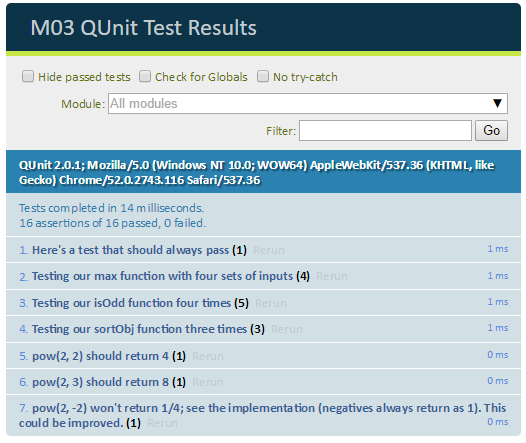 M03 QUnit Test Results
Hide passed tests Check for Globals No try-catch
Module: All modules ▼
Filter: Go
QUnit 2.0.1; Mozilla/5.0 (Windows NT 10.0; WOW64) AppleWebKit/537.36 (KHTML, like
Gecko) Chrome/52.0.2743.116 Safari/537.36
Tests completed in 14 milliseconds.
16 assertions of 16 passed, 0 failed.
1. Here's a test that should always pass (1) Rerun 1 ms
2. Testing our max function with four sets of inputs (4) Rerun 1 ms
3. Testing our isOdd function four times (5) Rerun 1 ms
4. Testing our sortObj function three times (3) Rerun 1 ms
5. pow(2, 2) should return 4 (1) Rerun 0 ms
6. pow(2, 3) should return 8 (1) Rerun 0 ms
7. pow(2, -2) won't return 1/4; see the implementation (negatives always return as 1). This
could be improved. (1) Rerun 0 ms